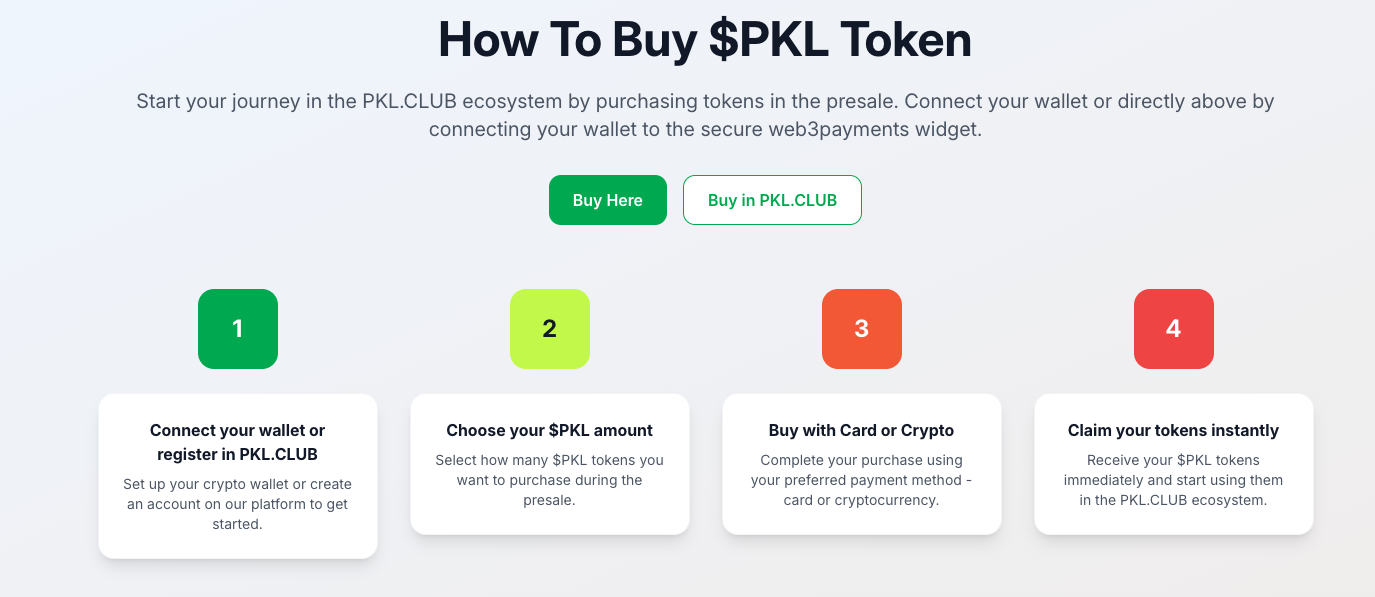 How To Buy $PKL Token
Start your journey in the PKL.CLUB ecosystem by purchasing tokens in the presale. Connect your wallet or directly above by
connecting your wallet to the secure web3payments widget.
Buy Here
Buy in PKL.CLUB
1
2
3
4
Connect your wallet or
register in PKL.CLUB
Set up your crypto wallet or create
an account on our platform to get
started.
Choose your $PKL amount
Select how many $PKL tokens you
want to purchase during the
presale.
Buy with Card or Crypto
Complete your purchase using
your preferred payment method -
card or cryptocurrency.
Claim your tokens instantly
Receive your $PKL tokens
immediately and start using them
in the PKL.CLUB ecosystem.